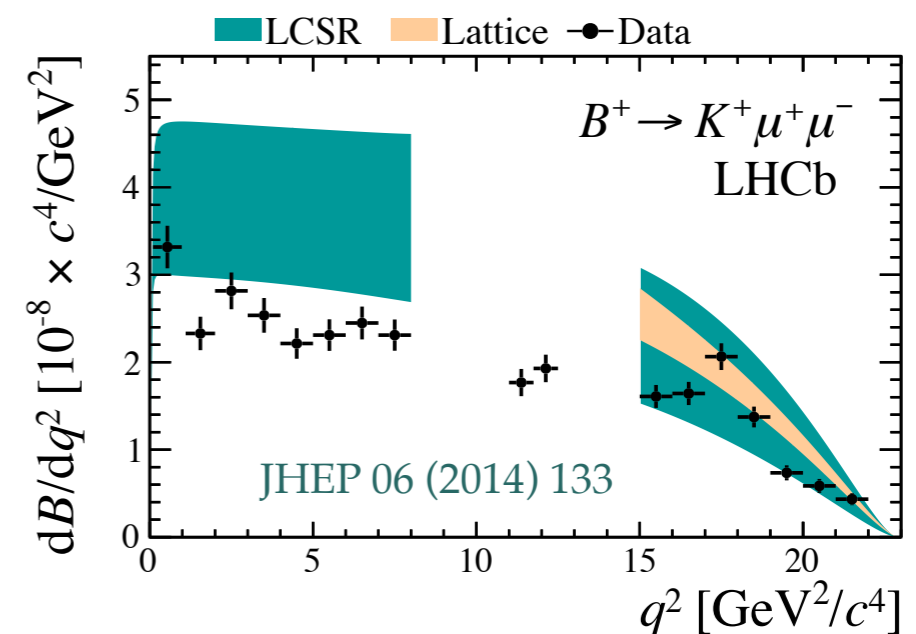 LCSR Lattice Data
dB/dq² [10⁻⁸ × c⁴/GeV²]
5
4
3
2
1
0
B⁺ → K⁺μ⁺μ⁻
LHCb
JHEP 06 (2014) 133
0 5 10 15 20
q² [GeV²/c⁴]